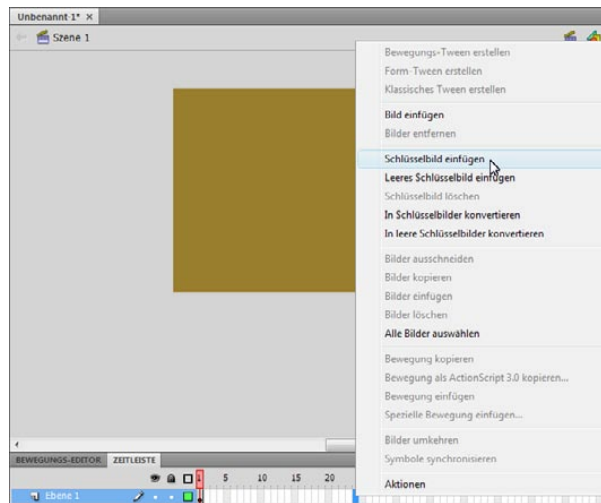 Unbenannt-1* ×
Szene 1
Bewegungs-Tween erstellen
Form-Tween erstellen
Klassisches Tween erstellen
Bild einfügen
Bilder entfernen
Schlüsselbild einfügen
Leeres Schlüsselbild einfügen
Schlüsselbild löschen
In Schlüsselbilder konvertieren
In leere Schlüsselbilder konvertieren
Bilder ausschneiden
Bilder kopieren
Bilder einfügen
Bilder löschen
Alle Bilder auswählen
Bewegung kopieren
Bewegung als ActionScript 3.0 kopieren...
Bewegung einfügen
Spezielle Bewegung einfügen...
Bilder umkehren
Symbole synchronisieren
Aktionen
BEWEGUNGS-EDITOR ZEITLEISTE
1 5 10 15 20
Ebene 1